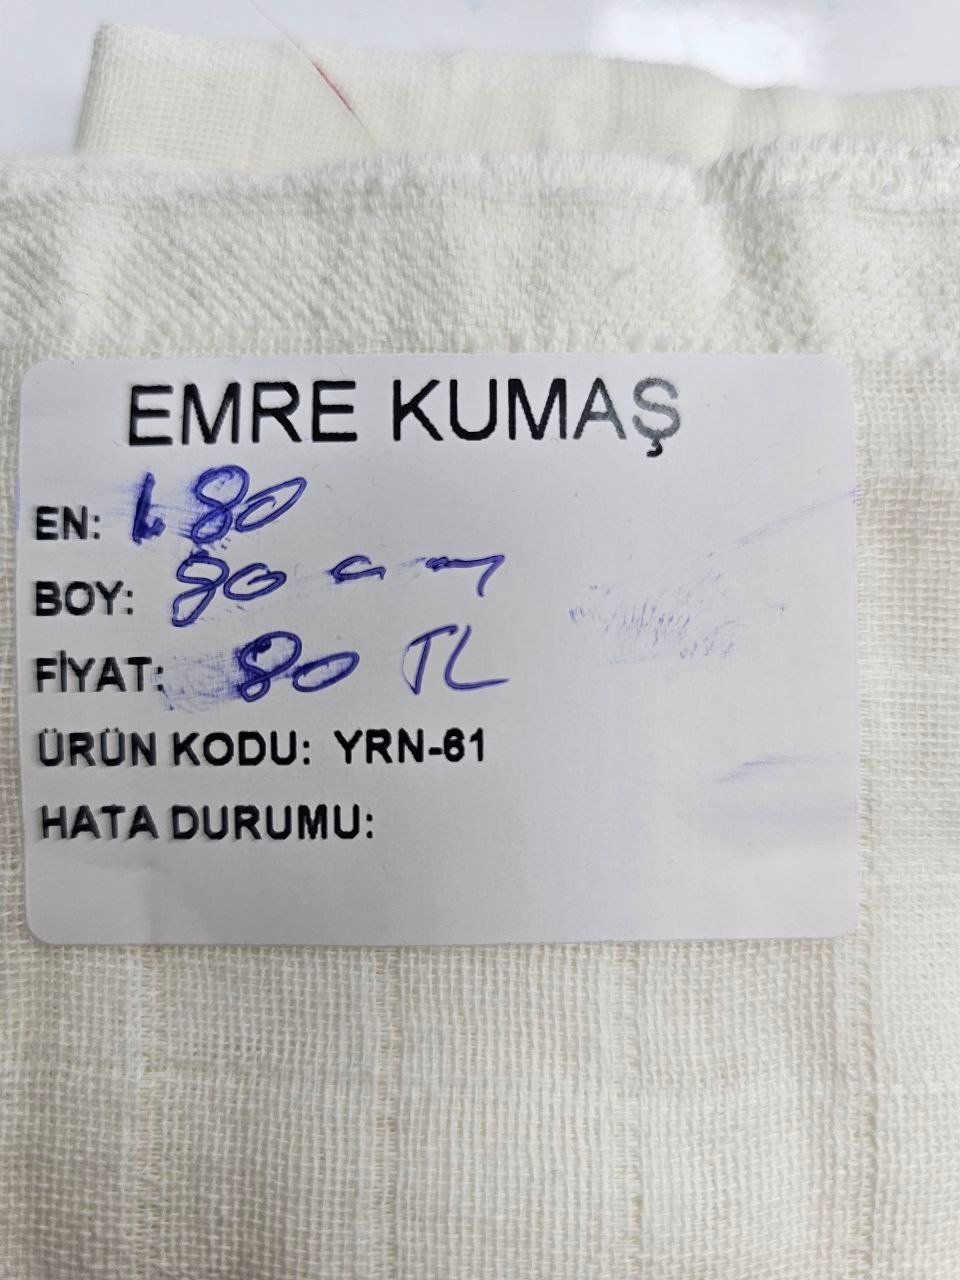 EMRE KUMAŞ
EN: 1.80
BOY: 80 cm
FİYAT: 80 TL
ÜRÜN KODU: YRN-61
HATA DURUMU: